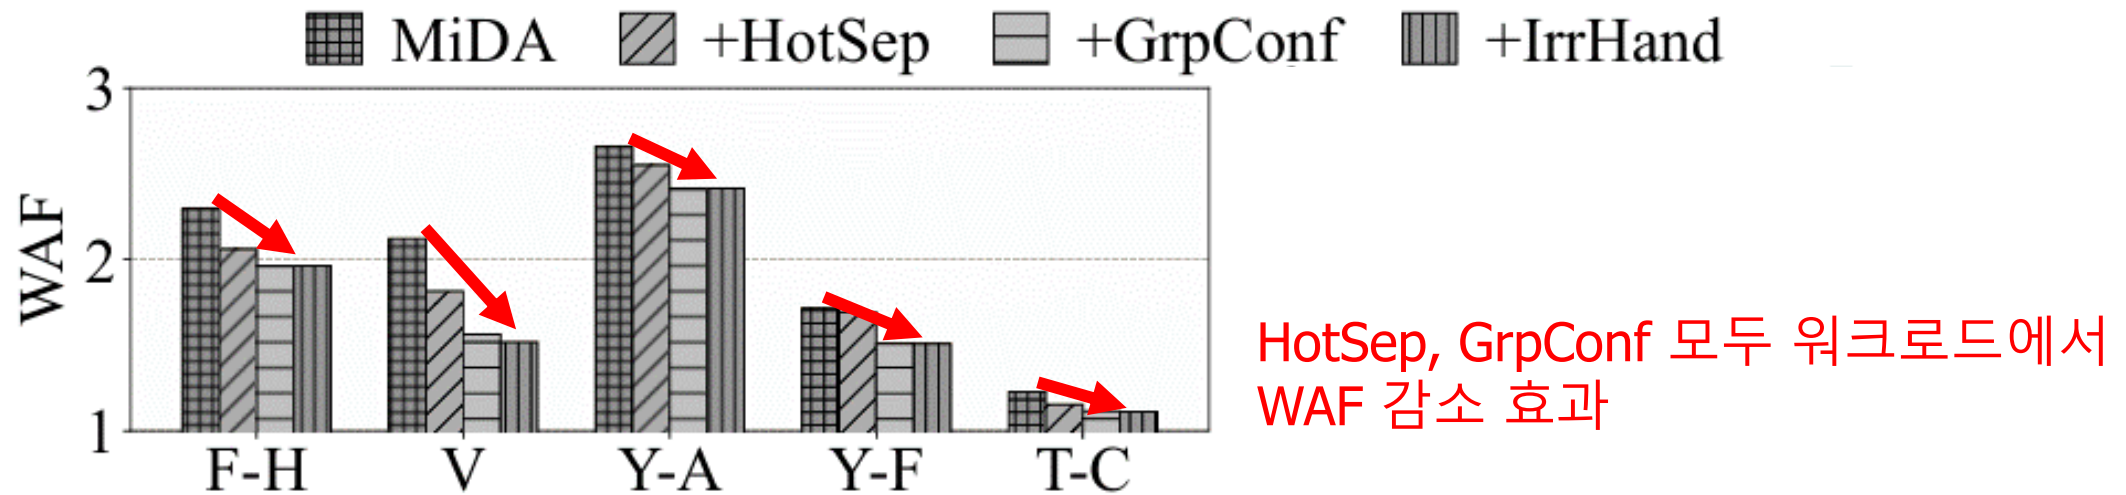 MiDA +HotSep +GrpConf +IrrHand
3
2
1
WAF
F-H V Y-A Y-F T-C
HotSep, GrpConf 모두 워크로드에서
WAF 감소 효과